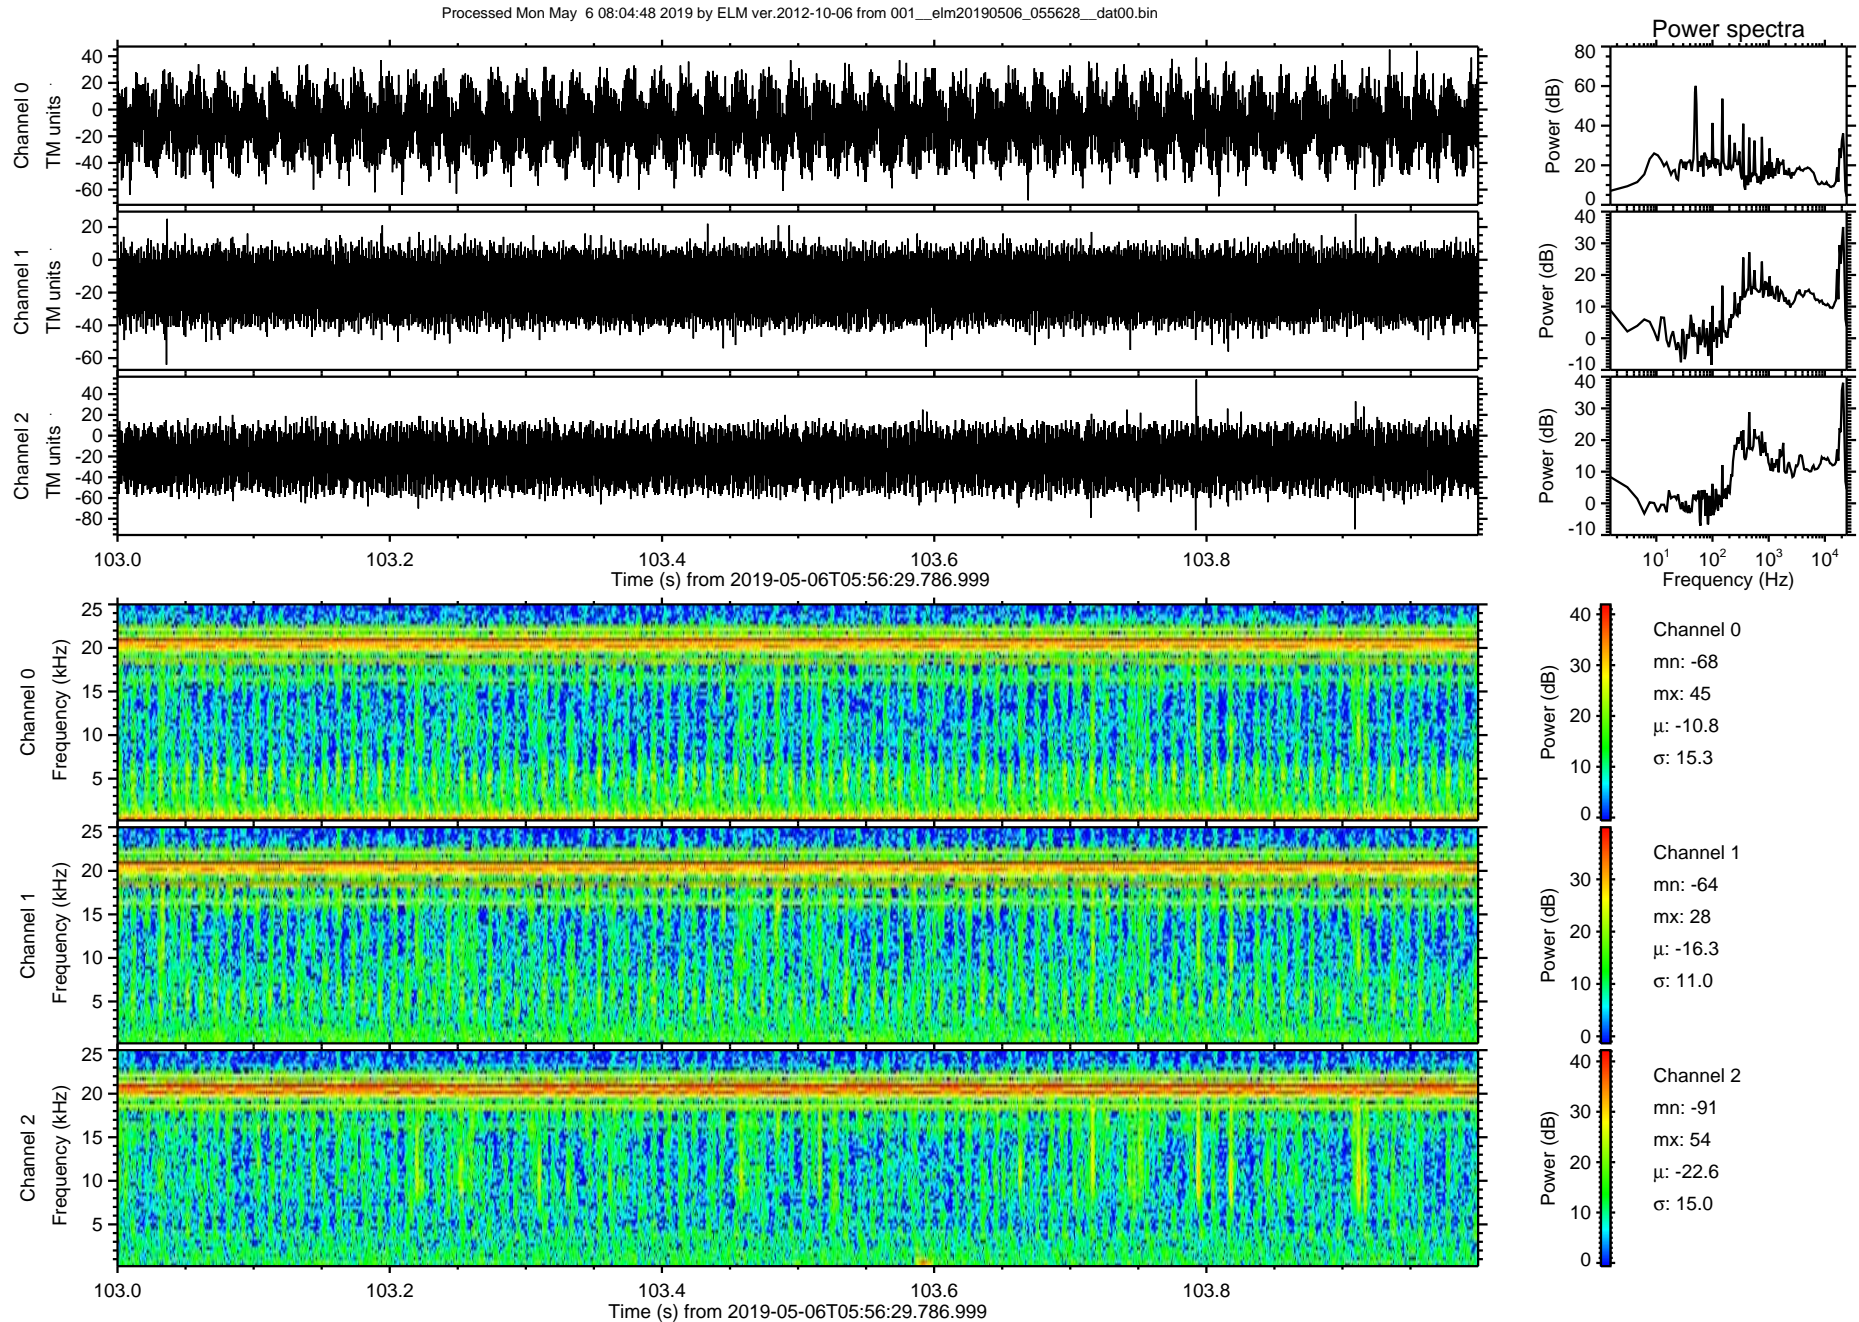 Processed Mon May  6 08:04:48 2019 by ELM ver.2012-10-06 from 001__elm20190506_055628__dat00.bin
Power spectra
Channel 0
TM units
40
20
0
-20
-40
-60
Power (dB)
80
60
40
20
0
Channel 1
TM units
20
0
-20
-40
-60
Power (dB)
40
30
20
10
0
-10
Channel 2
TM units
40
20
0
-20
-40
-60
-80
Power (dB)
40
30
20
10
0
-10
103.0 103.2 103.4 103.6 103.8
Time (s) from 2019-05-06T05:56:29.786.999
10^1 10^2 10^3 10^4
Frequency (Hz)
Channel 0
Frequency (kHz)
25
20
15
10
5
Power (dB)
40
30
20
10
0
Channel 0
mn: -68
mx: 45
μ: -10.8
σ: 15.3
Channel 1
Frequency (kHz)
25
20
15
10
5
Power (dB)
30
20
10
0
Channel 1
mn: -64
mx: 28
μ: -16.3
σ: 11.0
Channel 2
Frequency (kHz)
25
20
15
10
5
Power (dB)
40
30
20
10
0
Channel 2
mn: -91
mx: 54
μ: -22.6
σ: 15.0
103.0 103.2 103.4 103.6 103.8
Time (s) from 2019-05-06T05:56:29.786.999